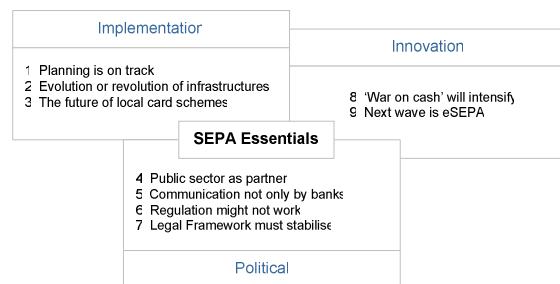 Implementation
1 Planning is on track
2 Evolution or revolution of infrastructures
3 The future of local card schemes
Innovation
8 ‘War on cash’ will intensify
9 Next wave is eSEPA
SEPA Essentials
4 Public sector as partner
5 Communication not only by banks
6 Regulation might not work
7 Legal Framework must stabilise
Political